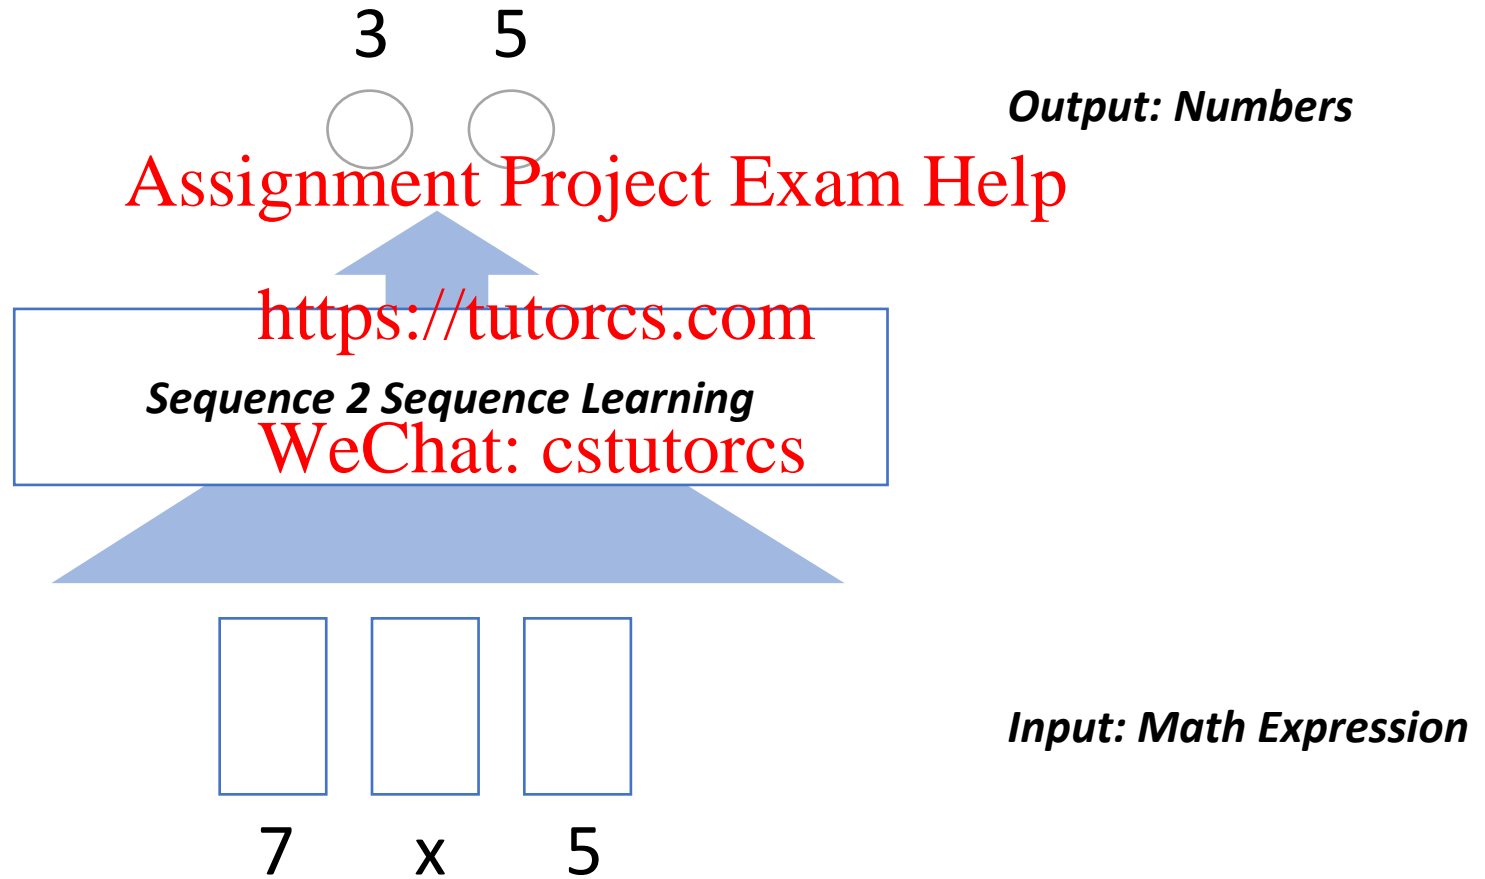 3 5
Output: Numbers
Assignment Project Exam Help
https://tutorcs.com
Sequence 2 Sequence Learning
WeChat: cstutorcs
Input: Math Expression
7 x 5